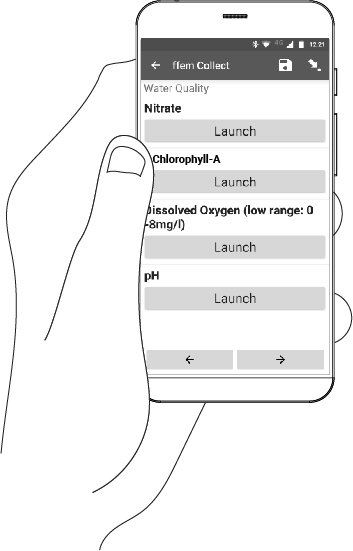 4G 12:21
ffem Collect
Water Quality
Nitrate
Launch
Chlorophyll-A
Launch
Dissolved Oxygen (low range: 0
-8mg/l)
Launch
pH
Launch